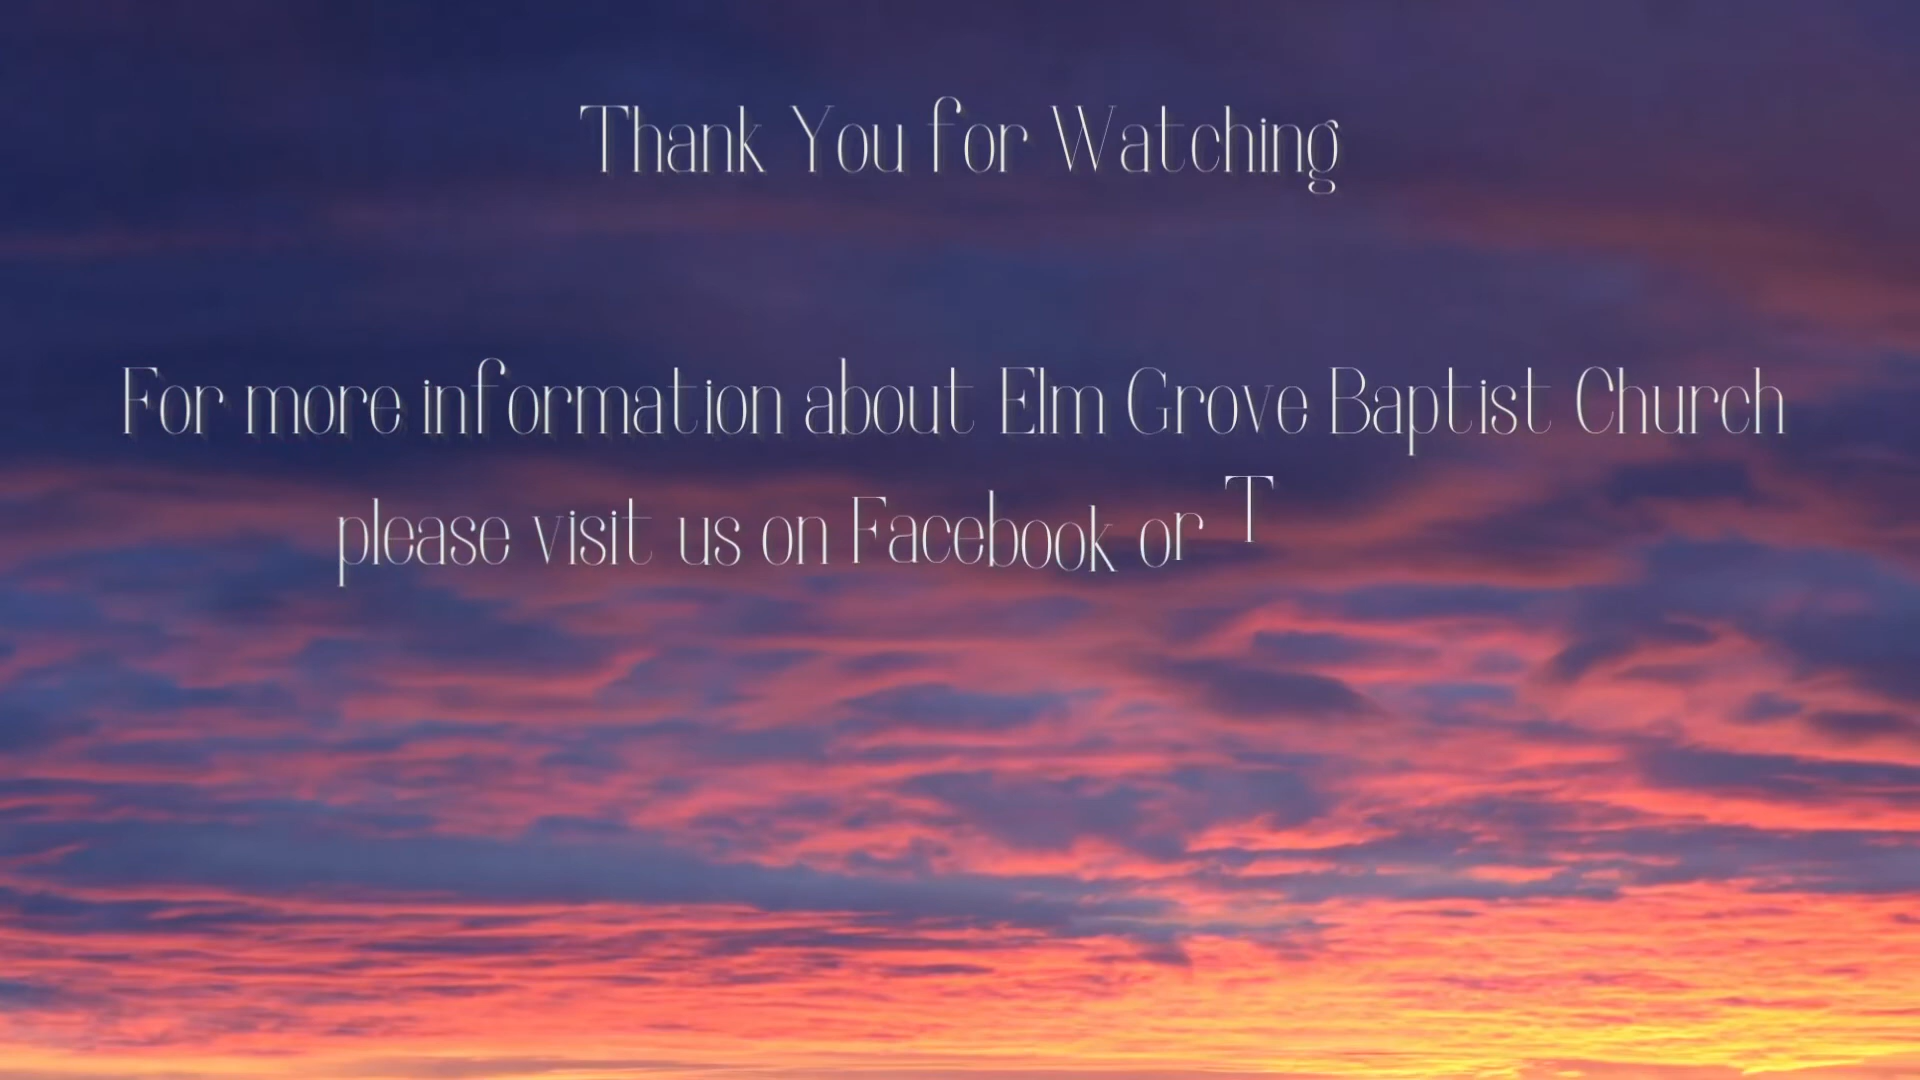 Thank You for Watching
For more information about Elm Grove Baptist Church
please visit us on Facebook or T